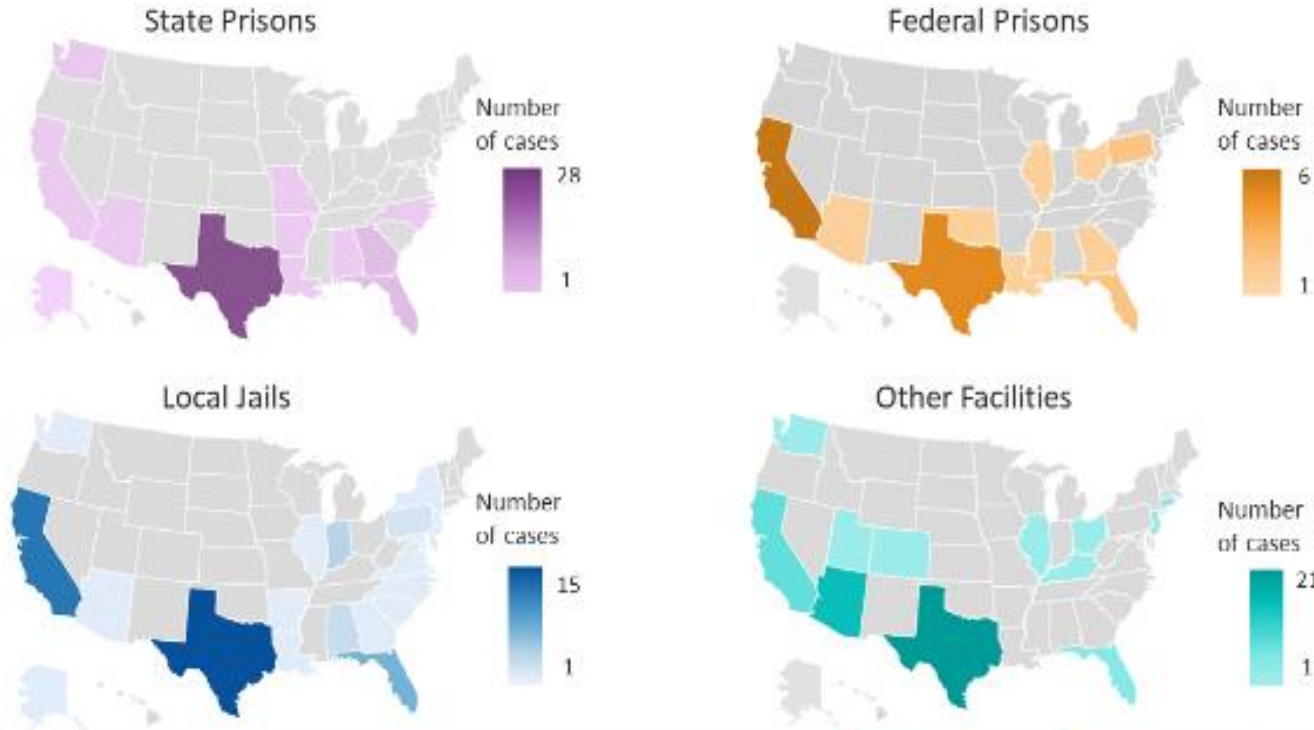 State Prisons
Number
of cases
28
1
Federal Prisons
Number
of cases
6
1
Local Jails
Number
of cases
15
1
Other Facilities
Number
of cases
21
1